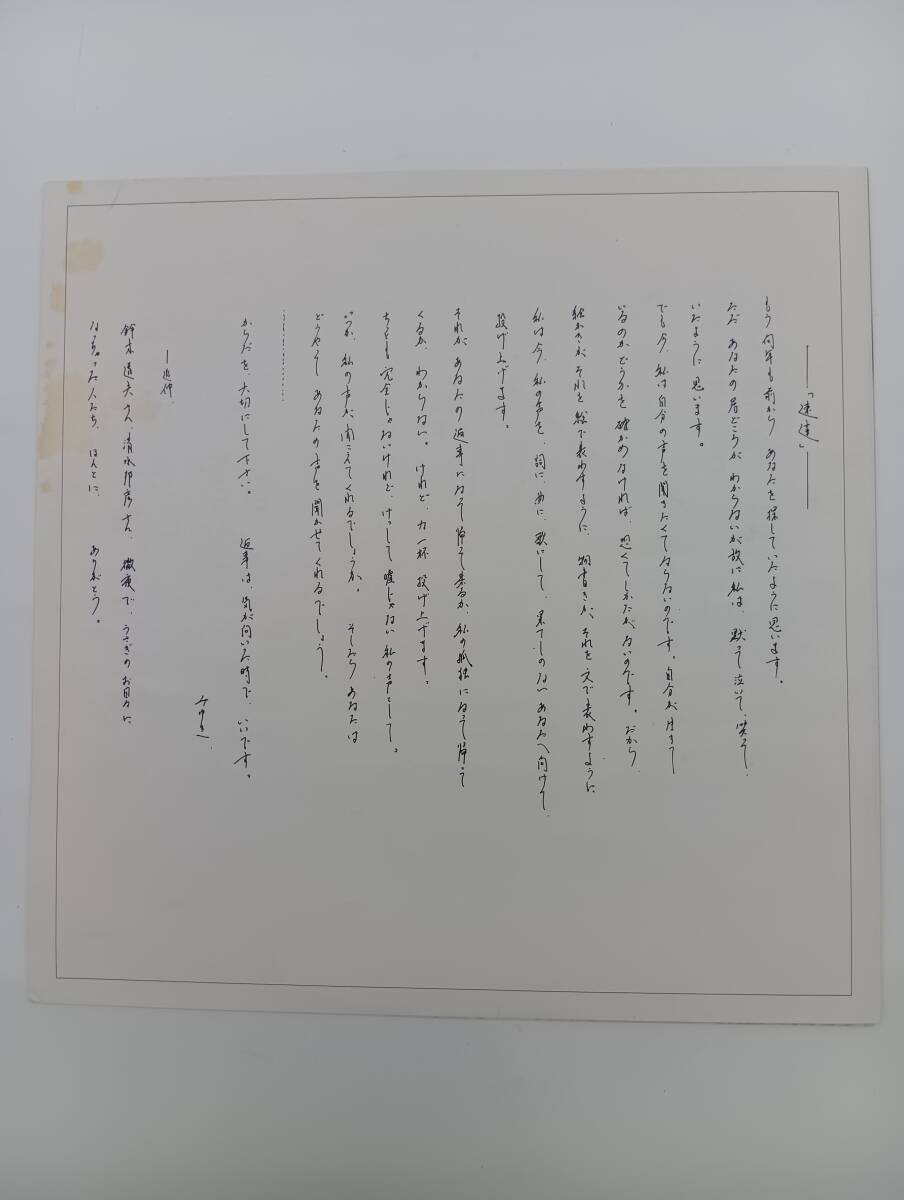 ——「速達」——
もう何年も前から あなたを探していたように思います。
ただ あなたの居どころが わからないが故に 私は、黙って泣いて、笑って、
いたように 思います。
でも今、私は自分の声を聞きたくてならないのです。自分が 生きて
いるのかどうかを 確かめなければ、恐くてしかたがないのです。だから、
絵かきが、それを絵で表わすように、物書きが、それを文で表わすように
私は今、私の声を、詞に、曲に、歌にして、果てしのない あなたへ向けて、
投げ上げます。
それが、あなたの返事になって帰って来るか、私の孤独になって帰って
くるか、わからない。けれど、力一杯 投げ上げます。
ちっとも 完全じゃないけれど、けっして 嘘じゃない私の声として。
いつか、私の声が、聞こえてくれるでしょうか。 そしたら あなたは
どうやって あなたの声を 聞かせてくれるでしょう。
………………
からだを、大切にして下さい。 返事は、気が向いた時で、いいです。
みゆき、
—追伸、
鈴木道夫さん、清水邦彦さん、徹夜で、うさぎのお目々に
なっちゃった人たち、ほんとに、ありがとう。